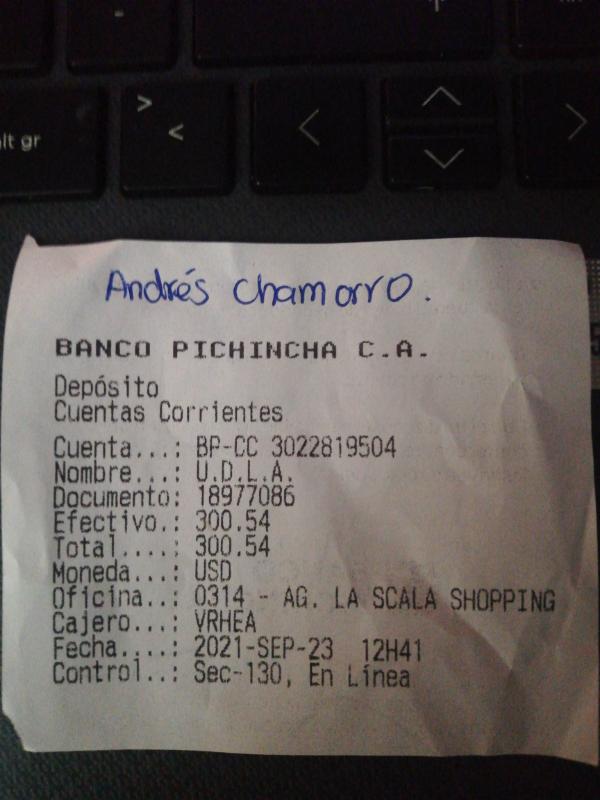 alt gr
>
<
Andrés Chamorro.
BANCO PICHINCHA C.A.
Depósito
Cuentas Corrientes
Cuenta...: BP-CC 3022819504
Nombre...: U.D.L.A.
Documento: 18977086
Efectivo.: 300.54
Total....: 300.54
Moneda...: USD
Oficina..: 0314 - AG. LA SCALA SHOPPING
Cajero...: VRHEA
Fecha....: 2021-SEP-23 12H41
Control..: Sec-130, En Línea